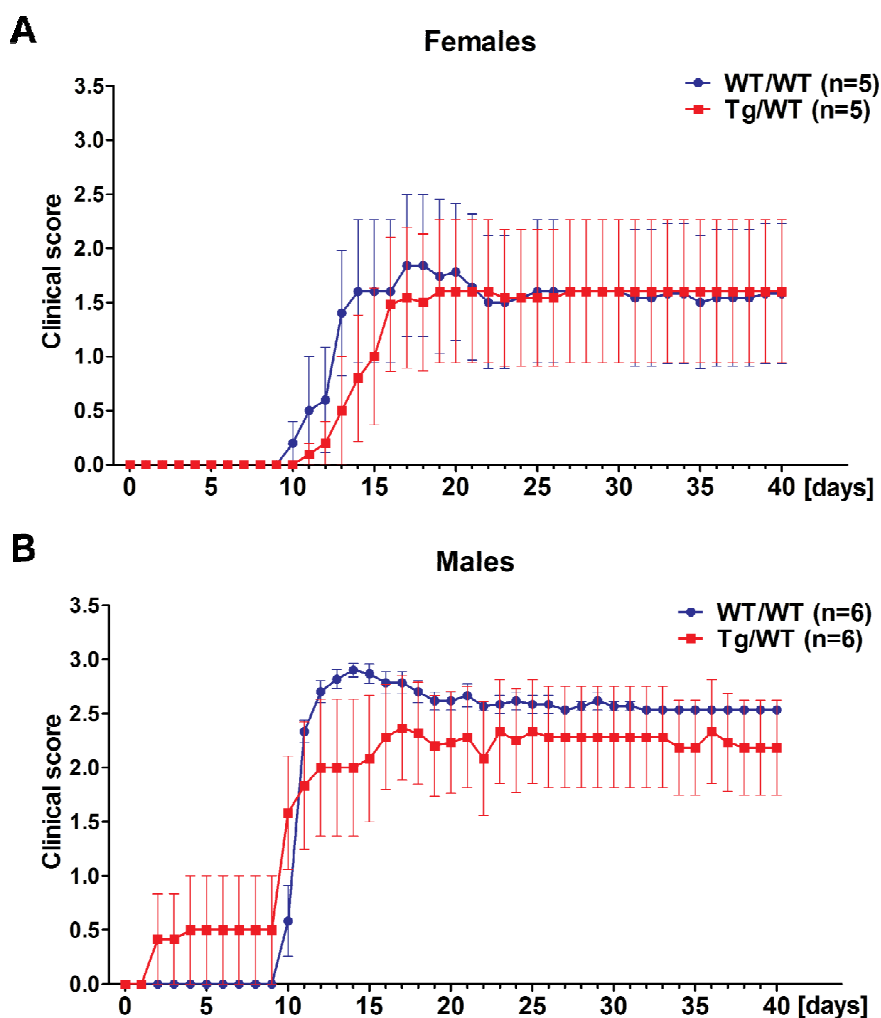 A
Females
WT/WT (n=5)
Tg/WT (n=5)
Clinical score
3.5
3.0
2.5
2.0
1.5
1.0
0.5
0.0
0 5 10 15 20 25 30 35 40 [days]
B
Males
WT/WT (n=6)
Tg/WT (n=6)
Clinical score
3.5
3.0
2.5
2.0
1.5
1.0
0.5
0.0
0 5 10 15 20 25 30 35 40 [days]